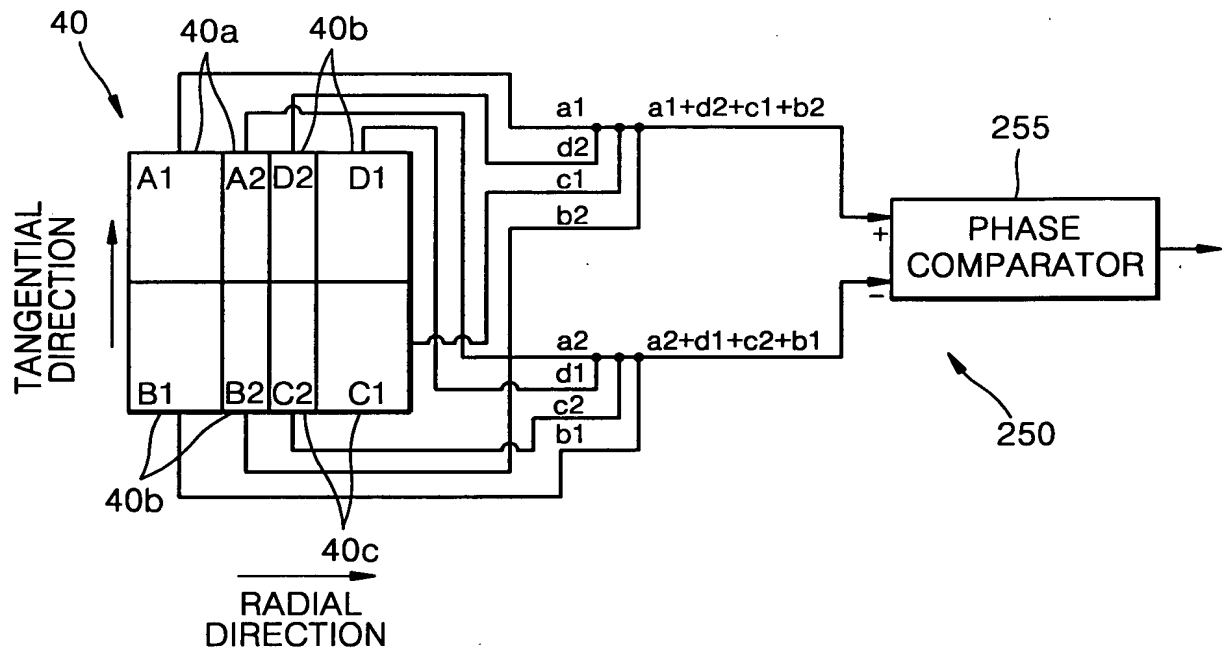 40
40a
40b
a1
a1+d2+c1+b2
d2
c1
b2
255
A1
A2
D2
D1
+
PHASE
COMPARATOR
−
TANGENTIAL
DIRECTION
a2
a2+d1+c2+b1
d1
c2
b1
B1
B2
C2
C1
250
40b
40c
RADIAL
DIRECTION